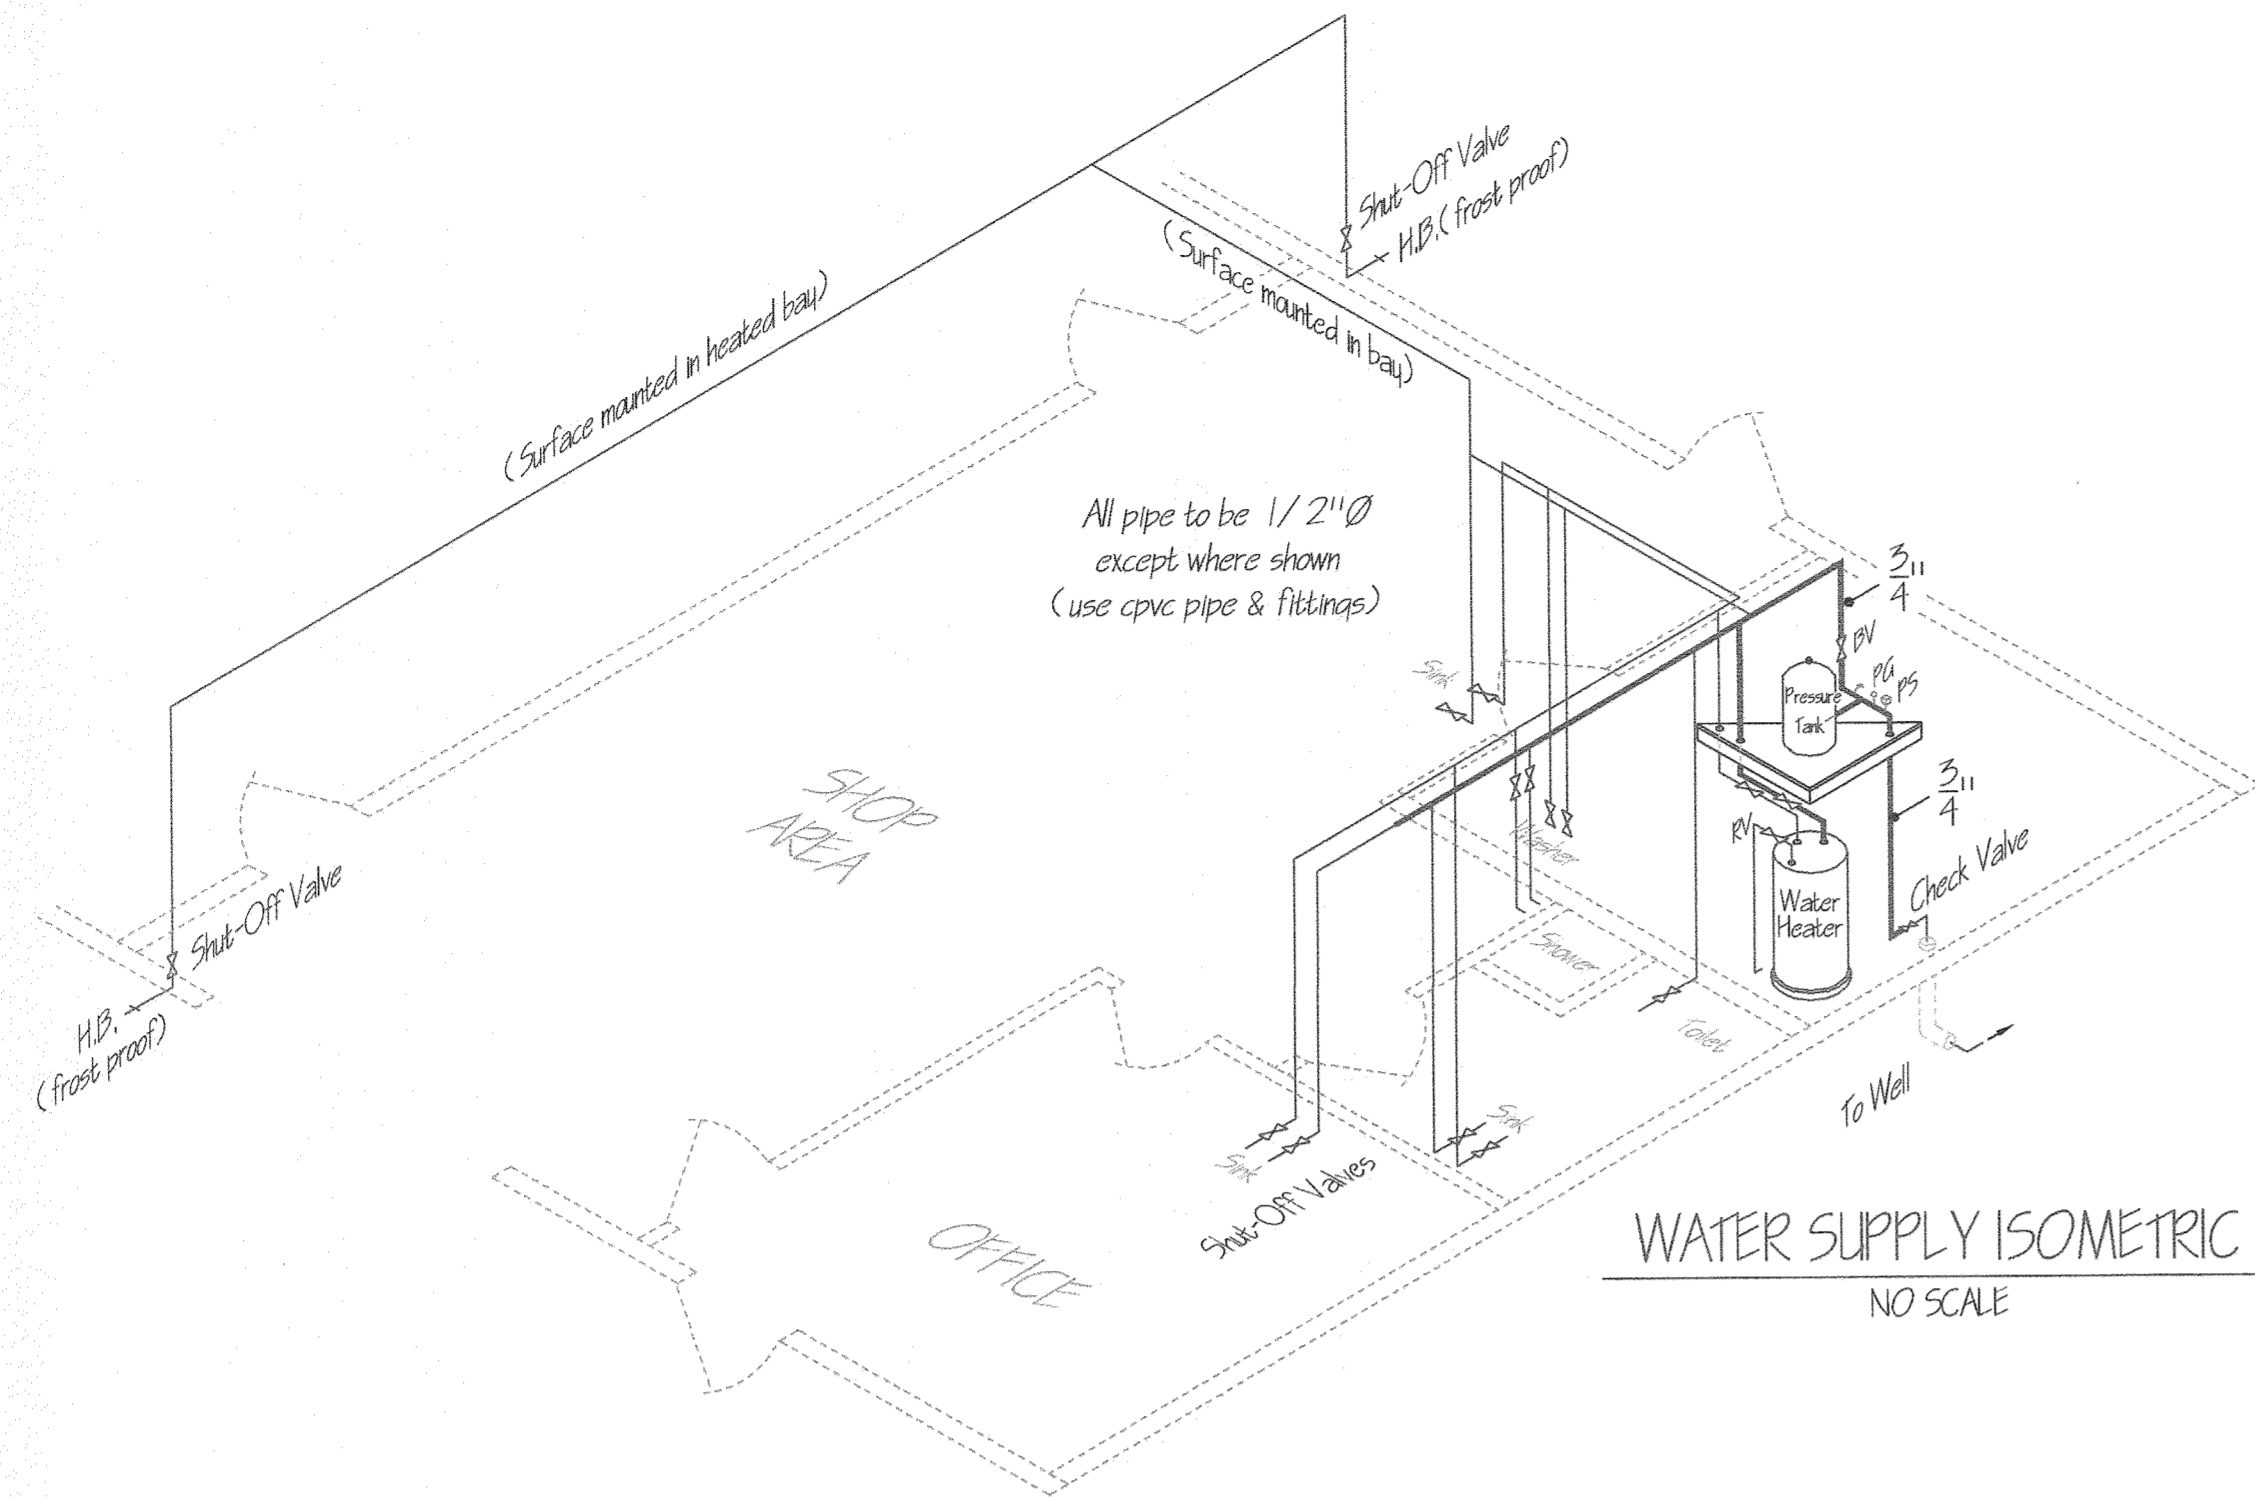 Shut-Off Valve
H.B. (frost proof)
(Surface mounted in heated bay)
(Surface mounted in bay)
All pipe to be 1/2"Ø
except where shown
(use cpvc pipe & fittings)
3/4"
BV
PG
PS
Pressure
Tank
Sink
SHOP
AREA
3/4"
RV
Washer
Check Valve
Water
Heater
Shut-Off Valve
H.B.
(frost proof)
Shower
Toilet
To Well
Sink
Sink
Shut-Off Valves
OFFICE
WATER SUPPLY ISOMETRIC
NO SCALE